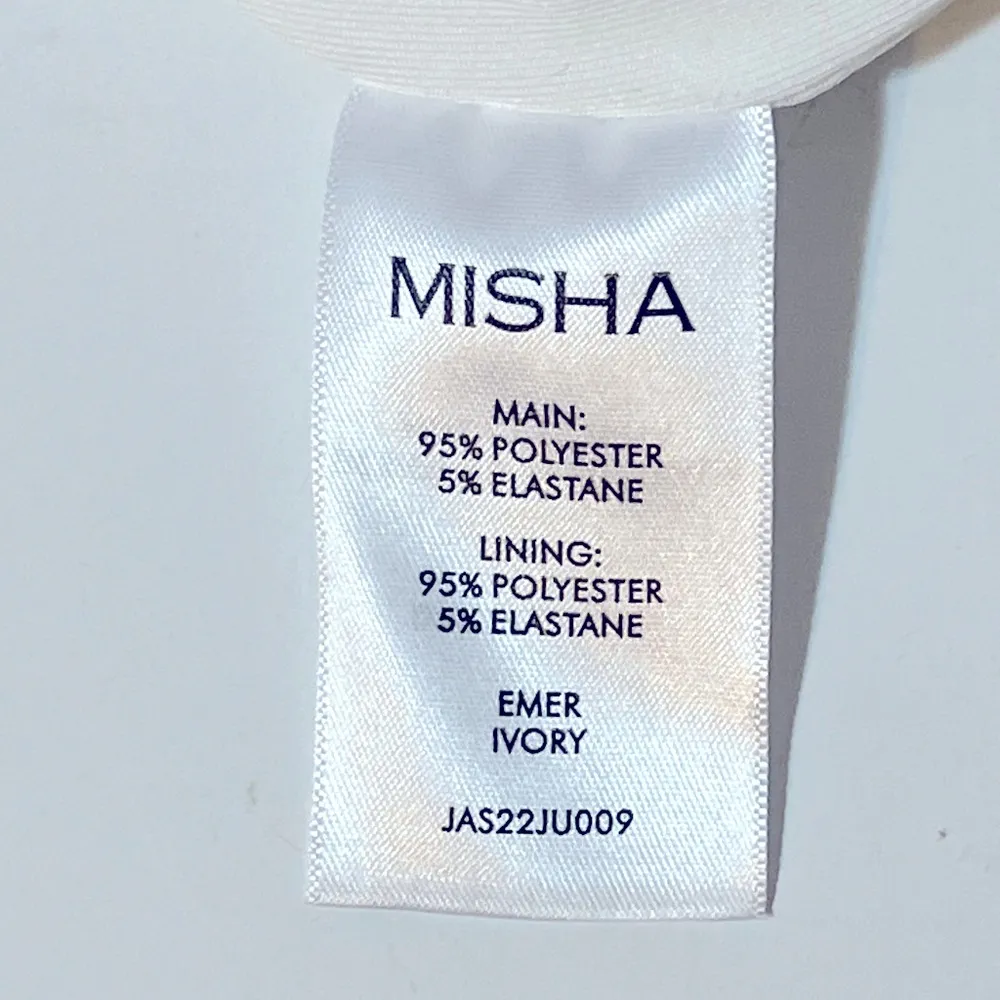 MISHA
MAIN:
95% POLYESTER
5% ELASTANE
LINING:
95% POLYESTER
5% ELASTANE
EMER
IVORY
JAS22JU009